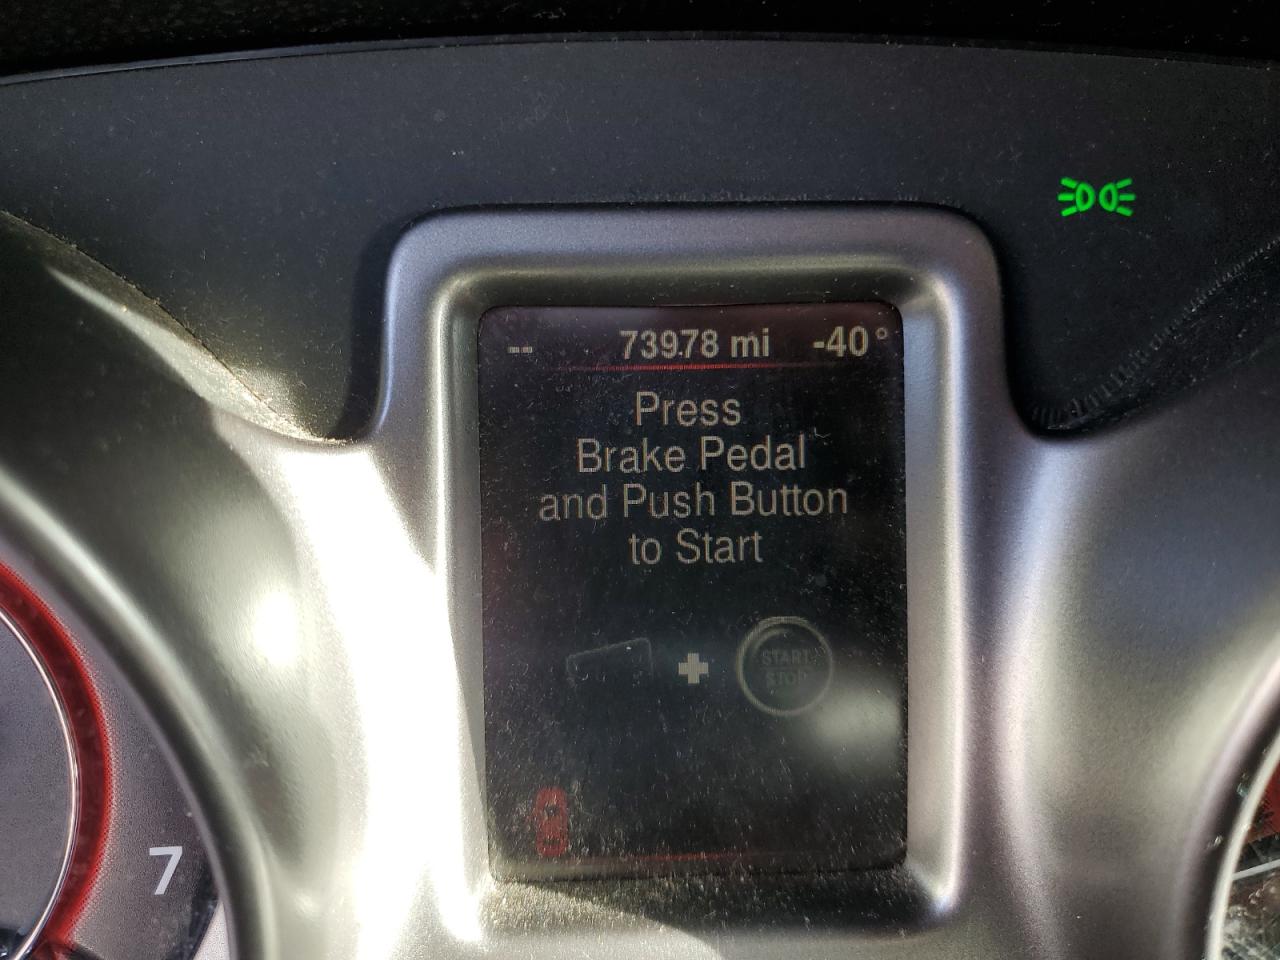 -- 73978 mi -40°
Press
Brake Pedal
and Push Button
to Start
START
STOP
7